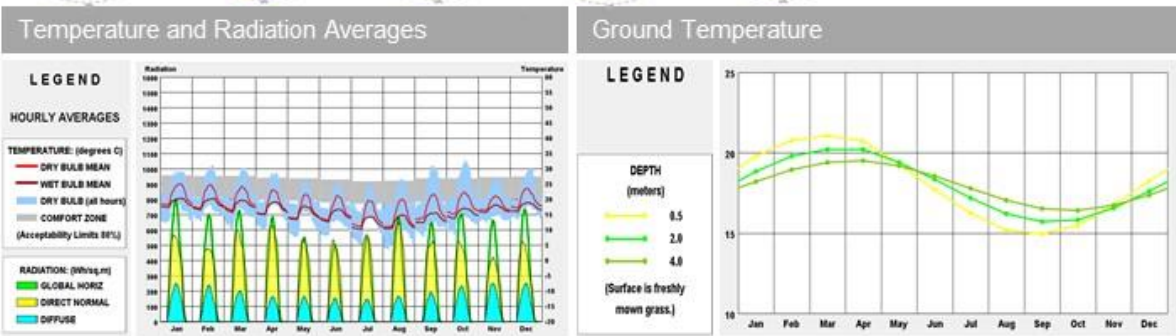 Temperature and Radiation Averages
LEGEND
HOURLY AVERAGES
TEMPERATURE: (degrees C)
DRY BULB MEAN
WET BULB MEAN
DRY BULB (all hours)
COMFORT ZONE
(Acceptability Limits 80%)
RADIATION: (Wh/sq.m)
GLOBAL HORIZ
DIRECT NORMAL
DIFFUSE
Radiation
Temperature
Jan Feb Mar Apr May Jun Jul Aug Sep Oct Nov Dec
Ground Temperature
LEGEND
DEPTH
(meters)
0.5
2.0
4.0
(Surface is freshly
mown grass.)
25
20
15
10
Jan Feb Mar Apr May Jun Jul Aug Sep Oct Nov Dec